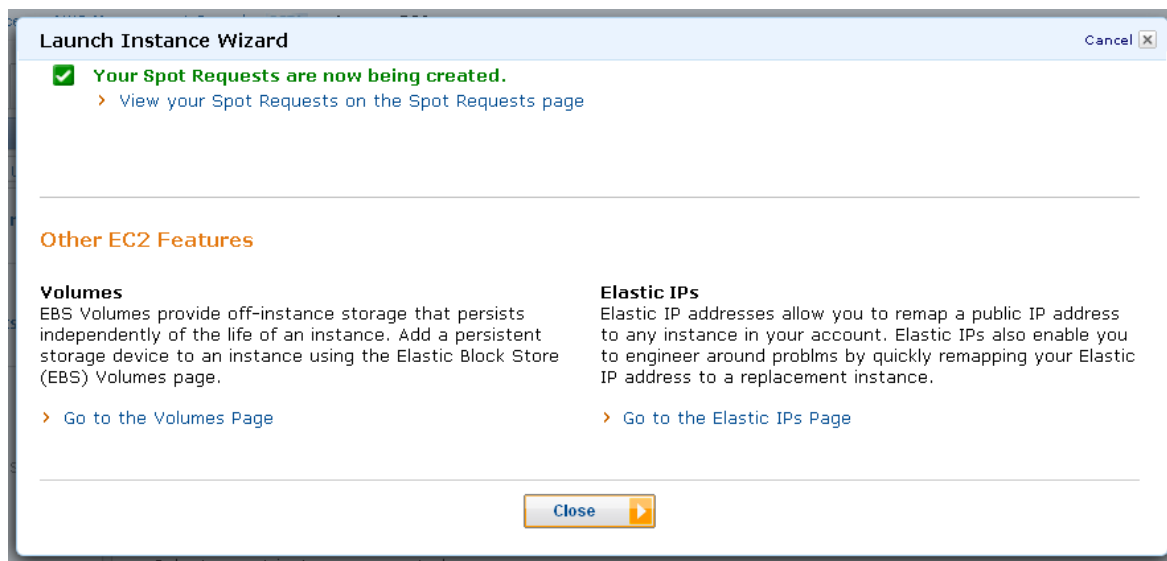 Launch Instance Wizard
Cancel
Your Spot Requests are now being created.
> View your Spot Requests on the Spot Requests page
Other EC2 Features
Volumes
EBS Volumes provide off-instance storage that persists
independently of the life of an instance. Add a persistent
storage device to an instance using the Elastic Block Store
(EBS) Volumes page.
> Go to the Volumes Page
Elastic IPs
Elastic IP addresses allow you to remap a public IP address
to any instance in your account. Elastic IPs also enable you
to engineer around problms by quickly remapping your Elastic
IP address to a replacement instance.
> Go to the Elastic IPs Page
Close